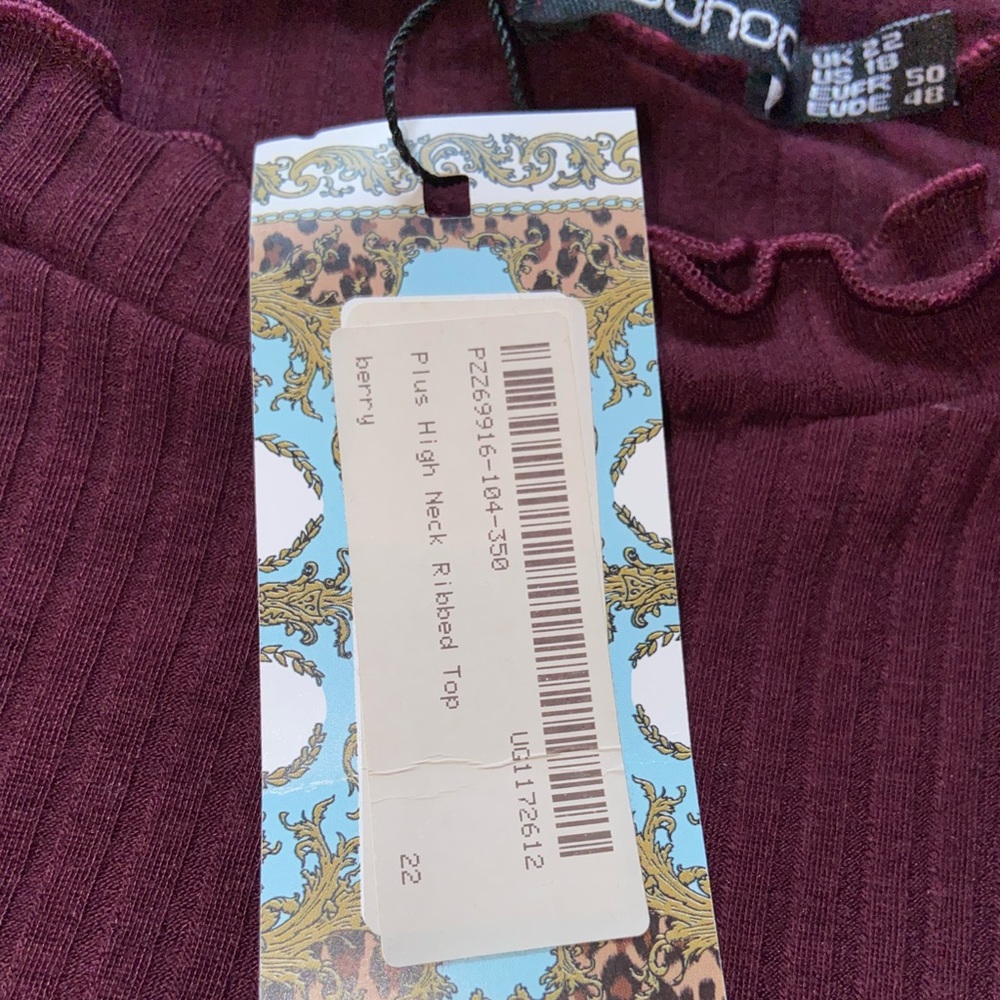 UK 22
US 18
EUFR 50
EUDE 48
PZZ69916-104-350
UG1172612
Plus High Neck Ribbed Top
berry
22